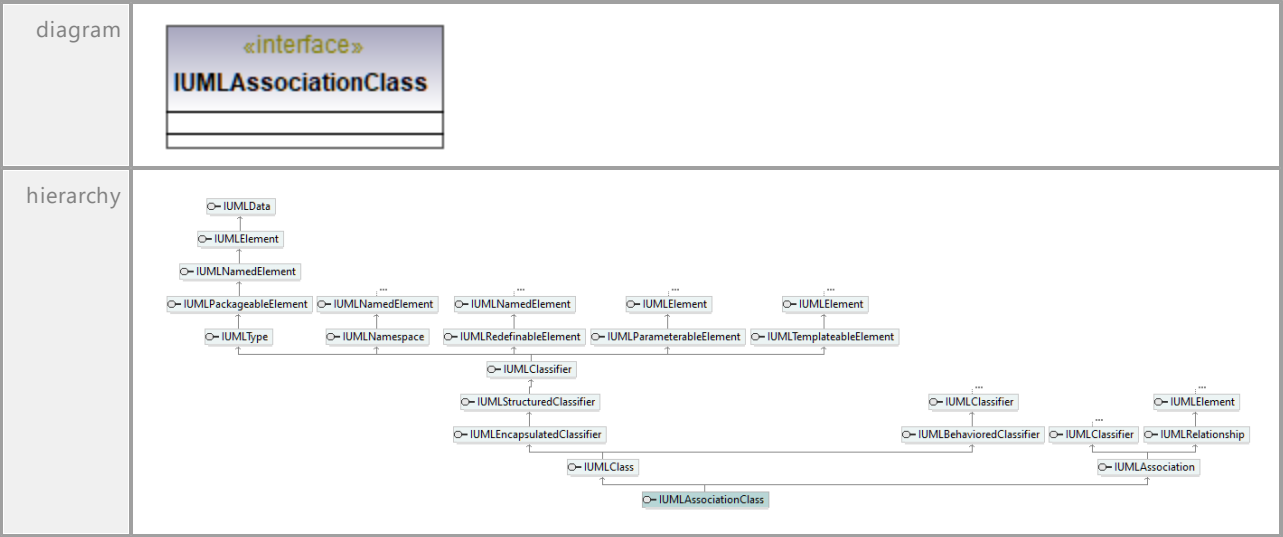 diagram
«interface»
IUMLAssociationClass
hierarchy
IUMLData
IUMLElement
IUMLNamedElement
... ... ... ...
IUMLPackageableElement IUMLNamedElement IUMLNamedElement IUMLElement IUMLElement
IUMLType IUMLNamespace IUMLRedefinableElement IUMLParameterableElement IUMLTemplateableElement
IUMLClassifier
... ...
IUMLStructuredClassifier IUMLClassifier IUMLElement
...
IUMLEncapsulatedClassifier IUMLBehavioredClassifier IUMLClassifier IUMLRelationship
IUMLClass IUMLAssociation
IUMLAssociationClass